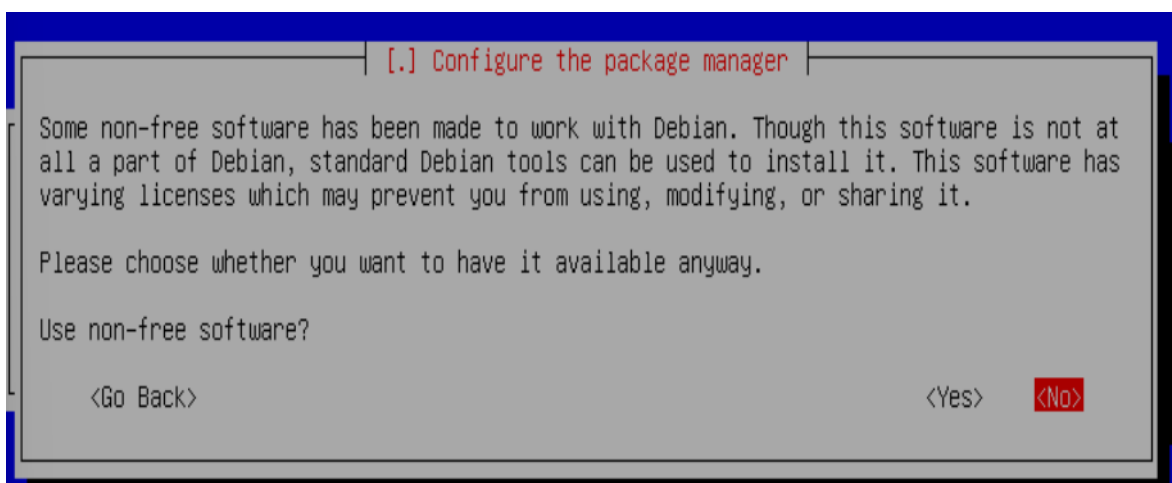 [.] Configure the package manager
Some non-free software has been made to work with Debian. Though this software is not at
all a part of Debian, standard Debian tools can be used to install it. This software has
varying licenses which may prevent you from using, modifying, or sharing it.
Please choose whether you want to have it available anyway.
Use non-free software?
<Go Back> <Yes> <No>